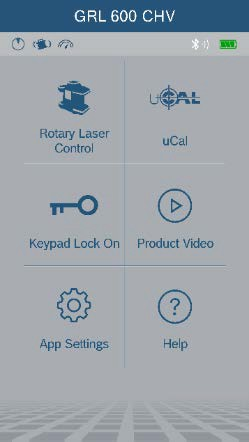 GRL 600 CHV
Rotary Laser
Control
uCAL
uCal
Keypad Lock On
Product Video
App Settings
?
Help